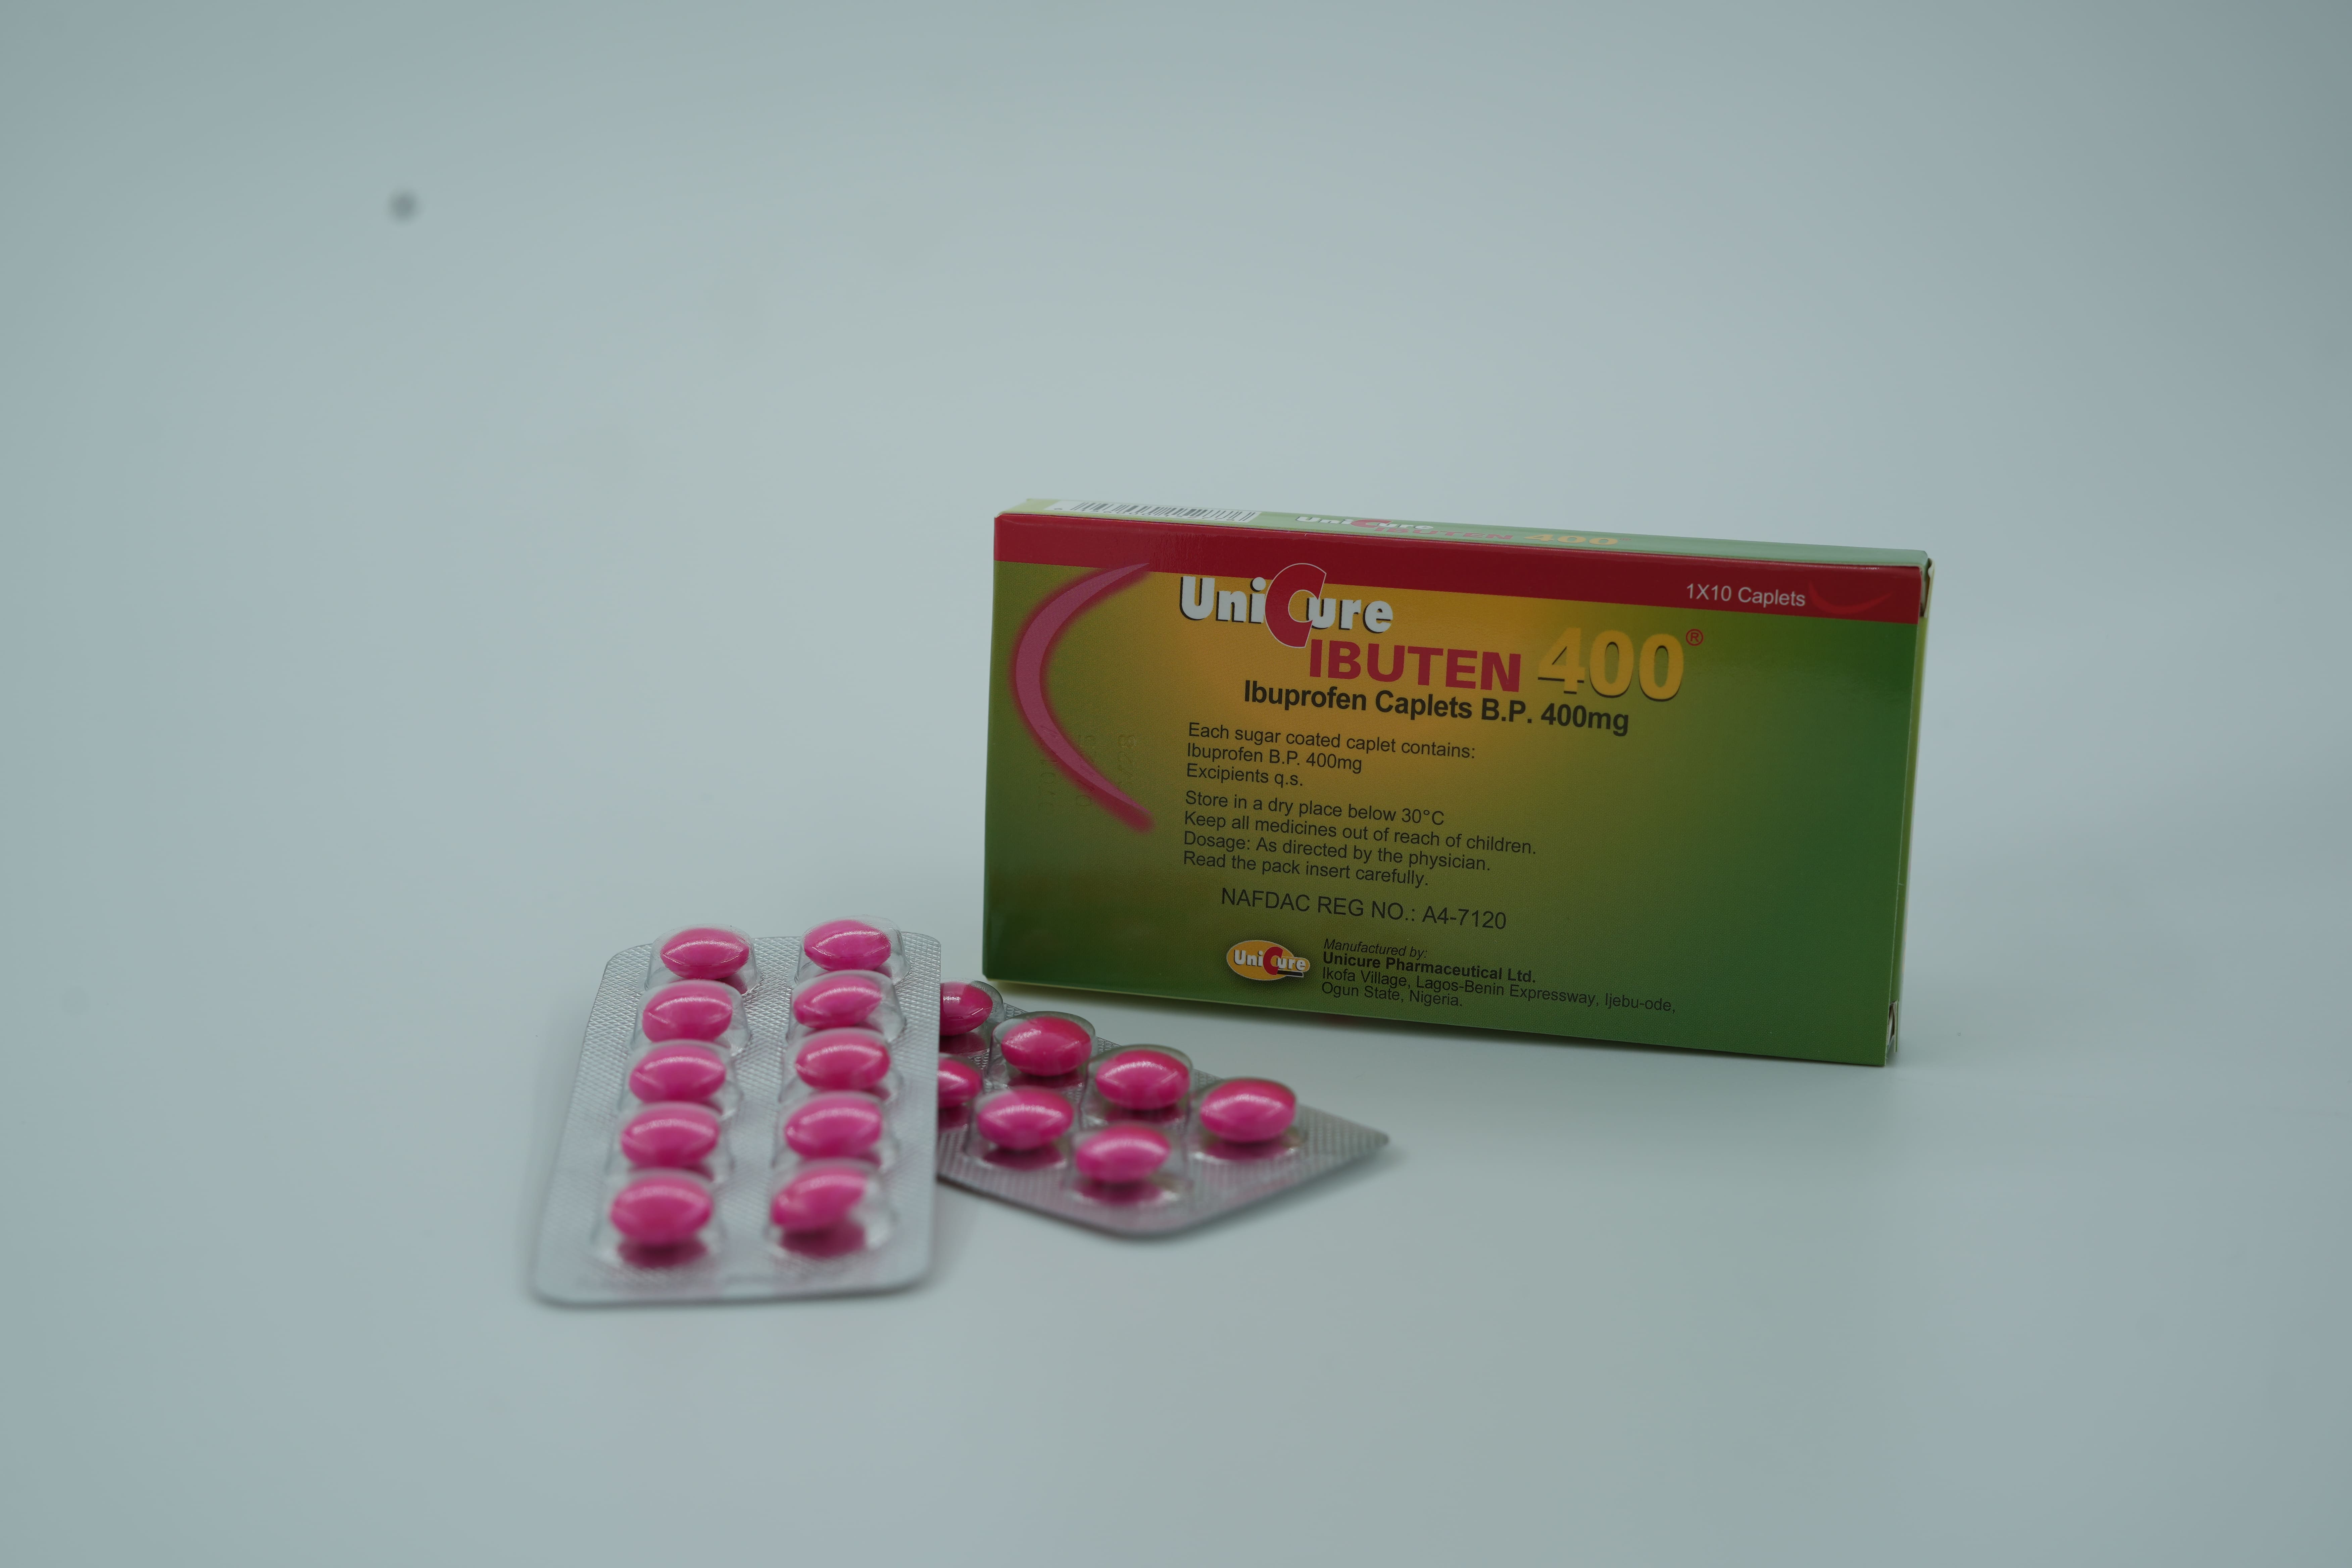 UniCure
IBUTEN 400
1X10 Caplets
UniCure
IBUTEN 400®
Ibuprofen Caplets B.P. 400mg
Each sugar coated caplet contains:
Ibuprofen B.P. 400mg
Excipients q.s.
Store in a dry place below 30°C
Keep all medicines out of reach of children.
Dosage: As directed by the physician.
Read the pack insert carefully.
NAFDAC REG NO.: A4-7120
UniCure
Manufactured by:
Unicure Pharmaceutical Ltd.
Ikofa Village, Lagos-Benin Expressway, Ijebu-ode,
Ogun State, Nigeria.